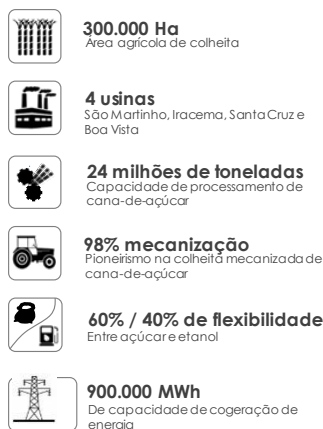 300.000 Ha
Área agrícola de colheita
4 usinas
São Martinho, Iracema, Santa Cruz e
Boa Vista
24 milhões de toneladas
Capacidade de processamento de
cana-de-açúcar
98% mecanização
Pioneirismo na colheita mecanizada de
cana-de-açúcar
60% / 40% de flexibilidade
Entre açúcar e etanol
900.000 MWh
De capacidade de cogeração de
energia